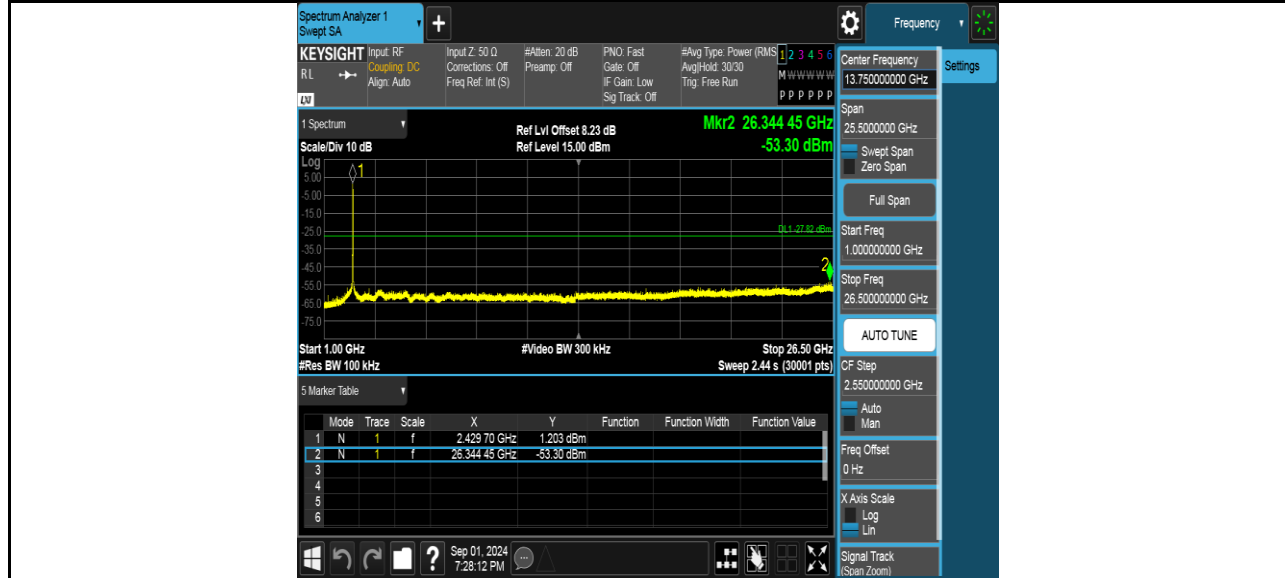 Spectrum Analyzer 1
Swept SA
+
Frequency
KEYSIGHT
RL
LXI
Input: RF
Coupling: DC
Align: Auto
Input Z: 50 Ω
Corrections: Off
Freq Ref: Int (S)
#Atten: 20 dB
Preamp: Off
PNO: Fast
Gate: Off
IF Gain: Low
Sig Track: Off
#Avg Type: Power (RMS
Avg|Hold: 30/30
Trig: Free Run
1 2 3 4 5 6
M W W W W W
P P P P P P
1 Spectrum
Scale/Div 10 dB
Ref Lvl Offset 8.23 dB
Ref Level 15.00 dBm
Mkr2 26.344 45 GHz
-53.30 dBm
Log
5.00
-5.00
-15.0
-25.0
-35.0
-45.0
-55.0
-65.0
-75.0
1
DL1 -27.82 dBm
2
Start 1.00 GHz
#Video BW 300 kHz
Stop 26.50 GHz
#Res BW 100 kHz
Sweep 2.44 s (30001 pts)
5 Marker Table
Mode Trace Scale X Y Function Function Width Function Value
1 N 1 f 2.429 70 GHz 1.203 dBm
2 N 1 f 26.344 45 GHz -53.30 dBm
3
4
5
6
Sep 01, 2024
7:28:12 PM
?
Center Frequency
13.750000000 GHz
Settings
Span
25.5000000 GHz
Swept Span
Zero Span
Full Span
Start Freq
1.000000000 GHz
Stop Freq
26.500000000 GHz
AUTO TUNE
CF Step
2.550000000 GHz
Auto
Man
Freq Offset
0 Hz
X Axis Scale
Log
Lin
Signal Track
(Span Zoom)